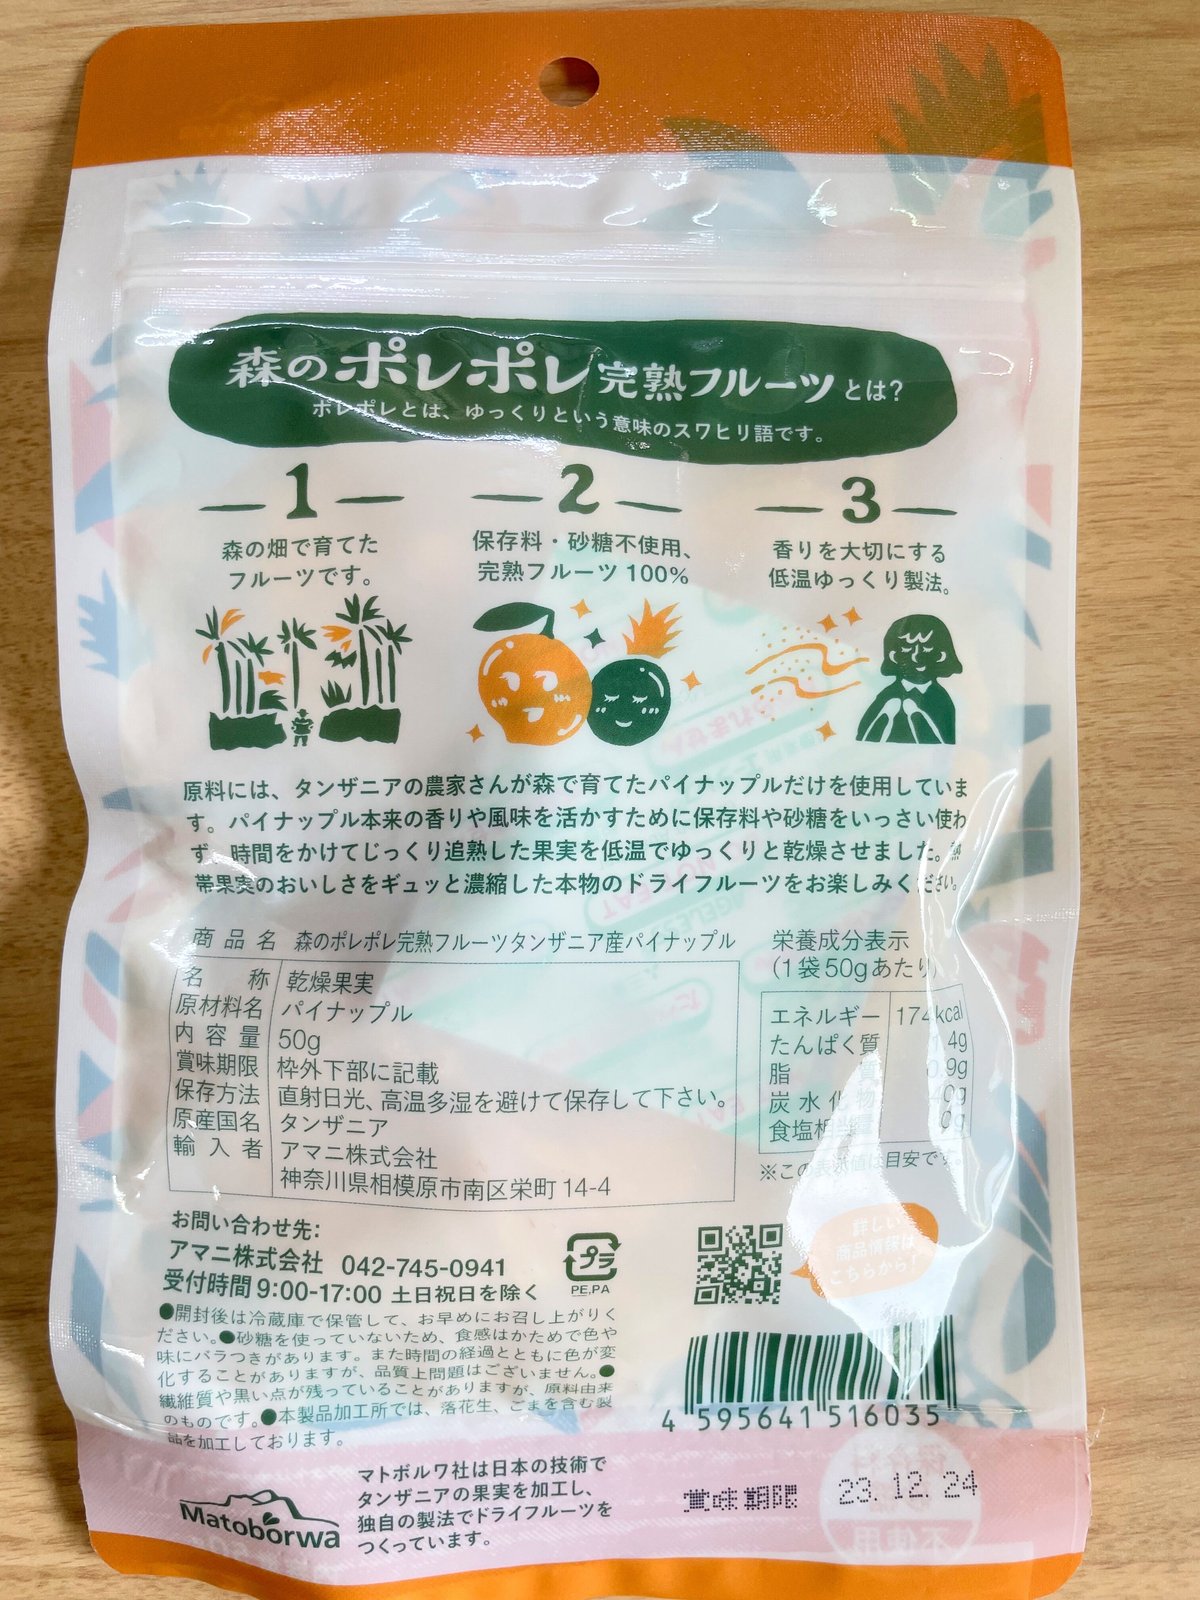 森のポレポレ完熟フルーツとは?
ポレポレとは、ゆっくりという意味のスワヒリ語です。
1
森の畑で育てた
フルーツです。
2
保存料・砂糖不使用、
完熟フルーツ 100%
3
香りを大切にする
低温ゆっくり製法。
原料には、タンザニアの農家さんが森で育てたパイナップルだけを使用していま
す。パイナップル本来の香りや風味を活かすために保存料や砂糖をいっさい使わ
ず、時間をかけてじっくり追熟した果実を低温でゆっくりと乾燥させました。熱
帯果実のおいしさをギュッと濃縮した本物のドライフルーツをお楽しみください。
商品名 森のポレポレ完熟フルーツタンザニア産パイナップル
名称 乾燥果実
原材料名 パイナップル
内容量 50g
賞味期限 枠外下部に記載
保存方法 直射日光、高温多湿を避けて保存して下さい。
原産国名 タンザニア
輸入者 アマニ株式会社
神奈川県相模原市南区栄町 14-4
栄養成分表示
(1袋50gあたり)
エネルギー 174kcal
たんぱく質 4g
脂質 0.9g
炭水化物 40g
食塩相当量 0g
※この表示値は目安です。
お問い合わせ先:
アマニ株式会社 042-745-0941
受付時間 9:00-17:00 土日祝日を除く
プラ
PE,PA
詳しい
商品情報は
こちらから!
●開封後は冷蔵庫で保管して、お早めにお召し上がりく
ださい。●砂糖を使っていないため、食感はかためで色や
味にバラつきがあります。また時間の経過とともに色が変
化することがありますが、品質上問題はございません。●
繊維質や黒い点が残っていることがありますが、原料由来
のものです。●本製品加工所では、落花生、ごまを含む製
品を加工しております。
4 595641 516035
Matoborwa
マトボルワ社は日本の技術で
タンザニアの果実を加工し、
独自の製法でドライフルーツを
つくっています。
賞味期限 23.12.24